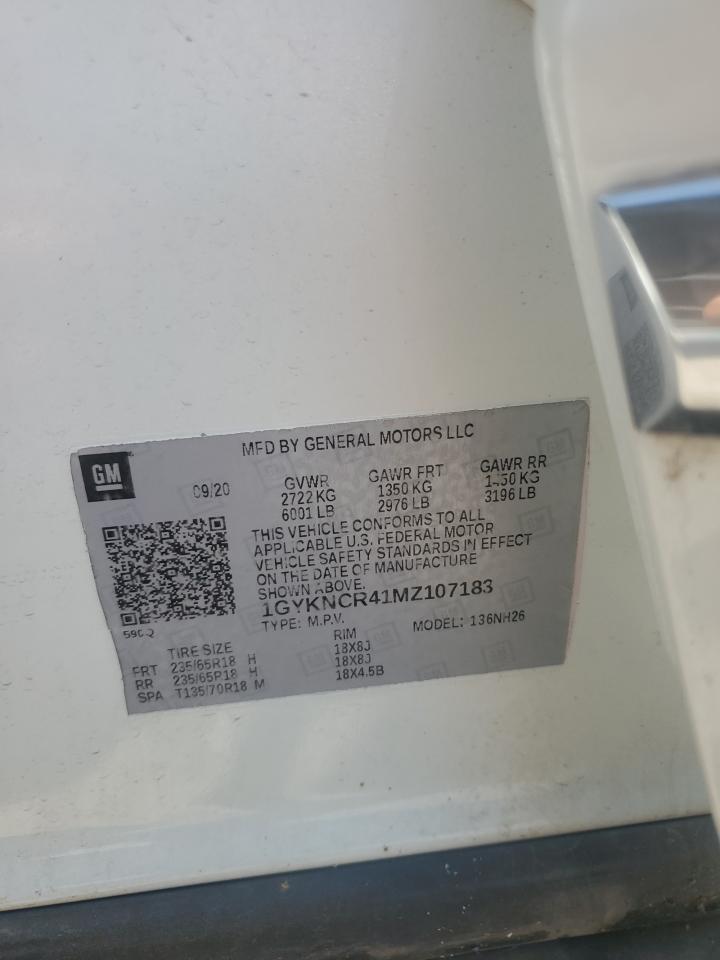 GM
MFD BY GENERAL MOTORS LLC
09/20
GVWR GAWR FRT GAWR RR
2722 KG 1350 KG KG
6001 LB 2976 LB 3196 LB
THIS VEHICLE CONFORMS TO ALL
APPLICABLE U.S. FEDERAL MOTOR
VEHICLE SAFETY STANDARDS IN EFFECT
ON THE DATE OF MANUFACTURE
SHOWN ABOVE.
1GYKNCR41MZ107183
TYPE: M.P.V. MODEL: 136NH26
TIRE SIZE RIM
FRT 235/65R18 H 18X8J
RR 235/65R18 H 18X8J
SPA T135/70R18 M 18X4.5B